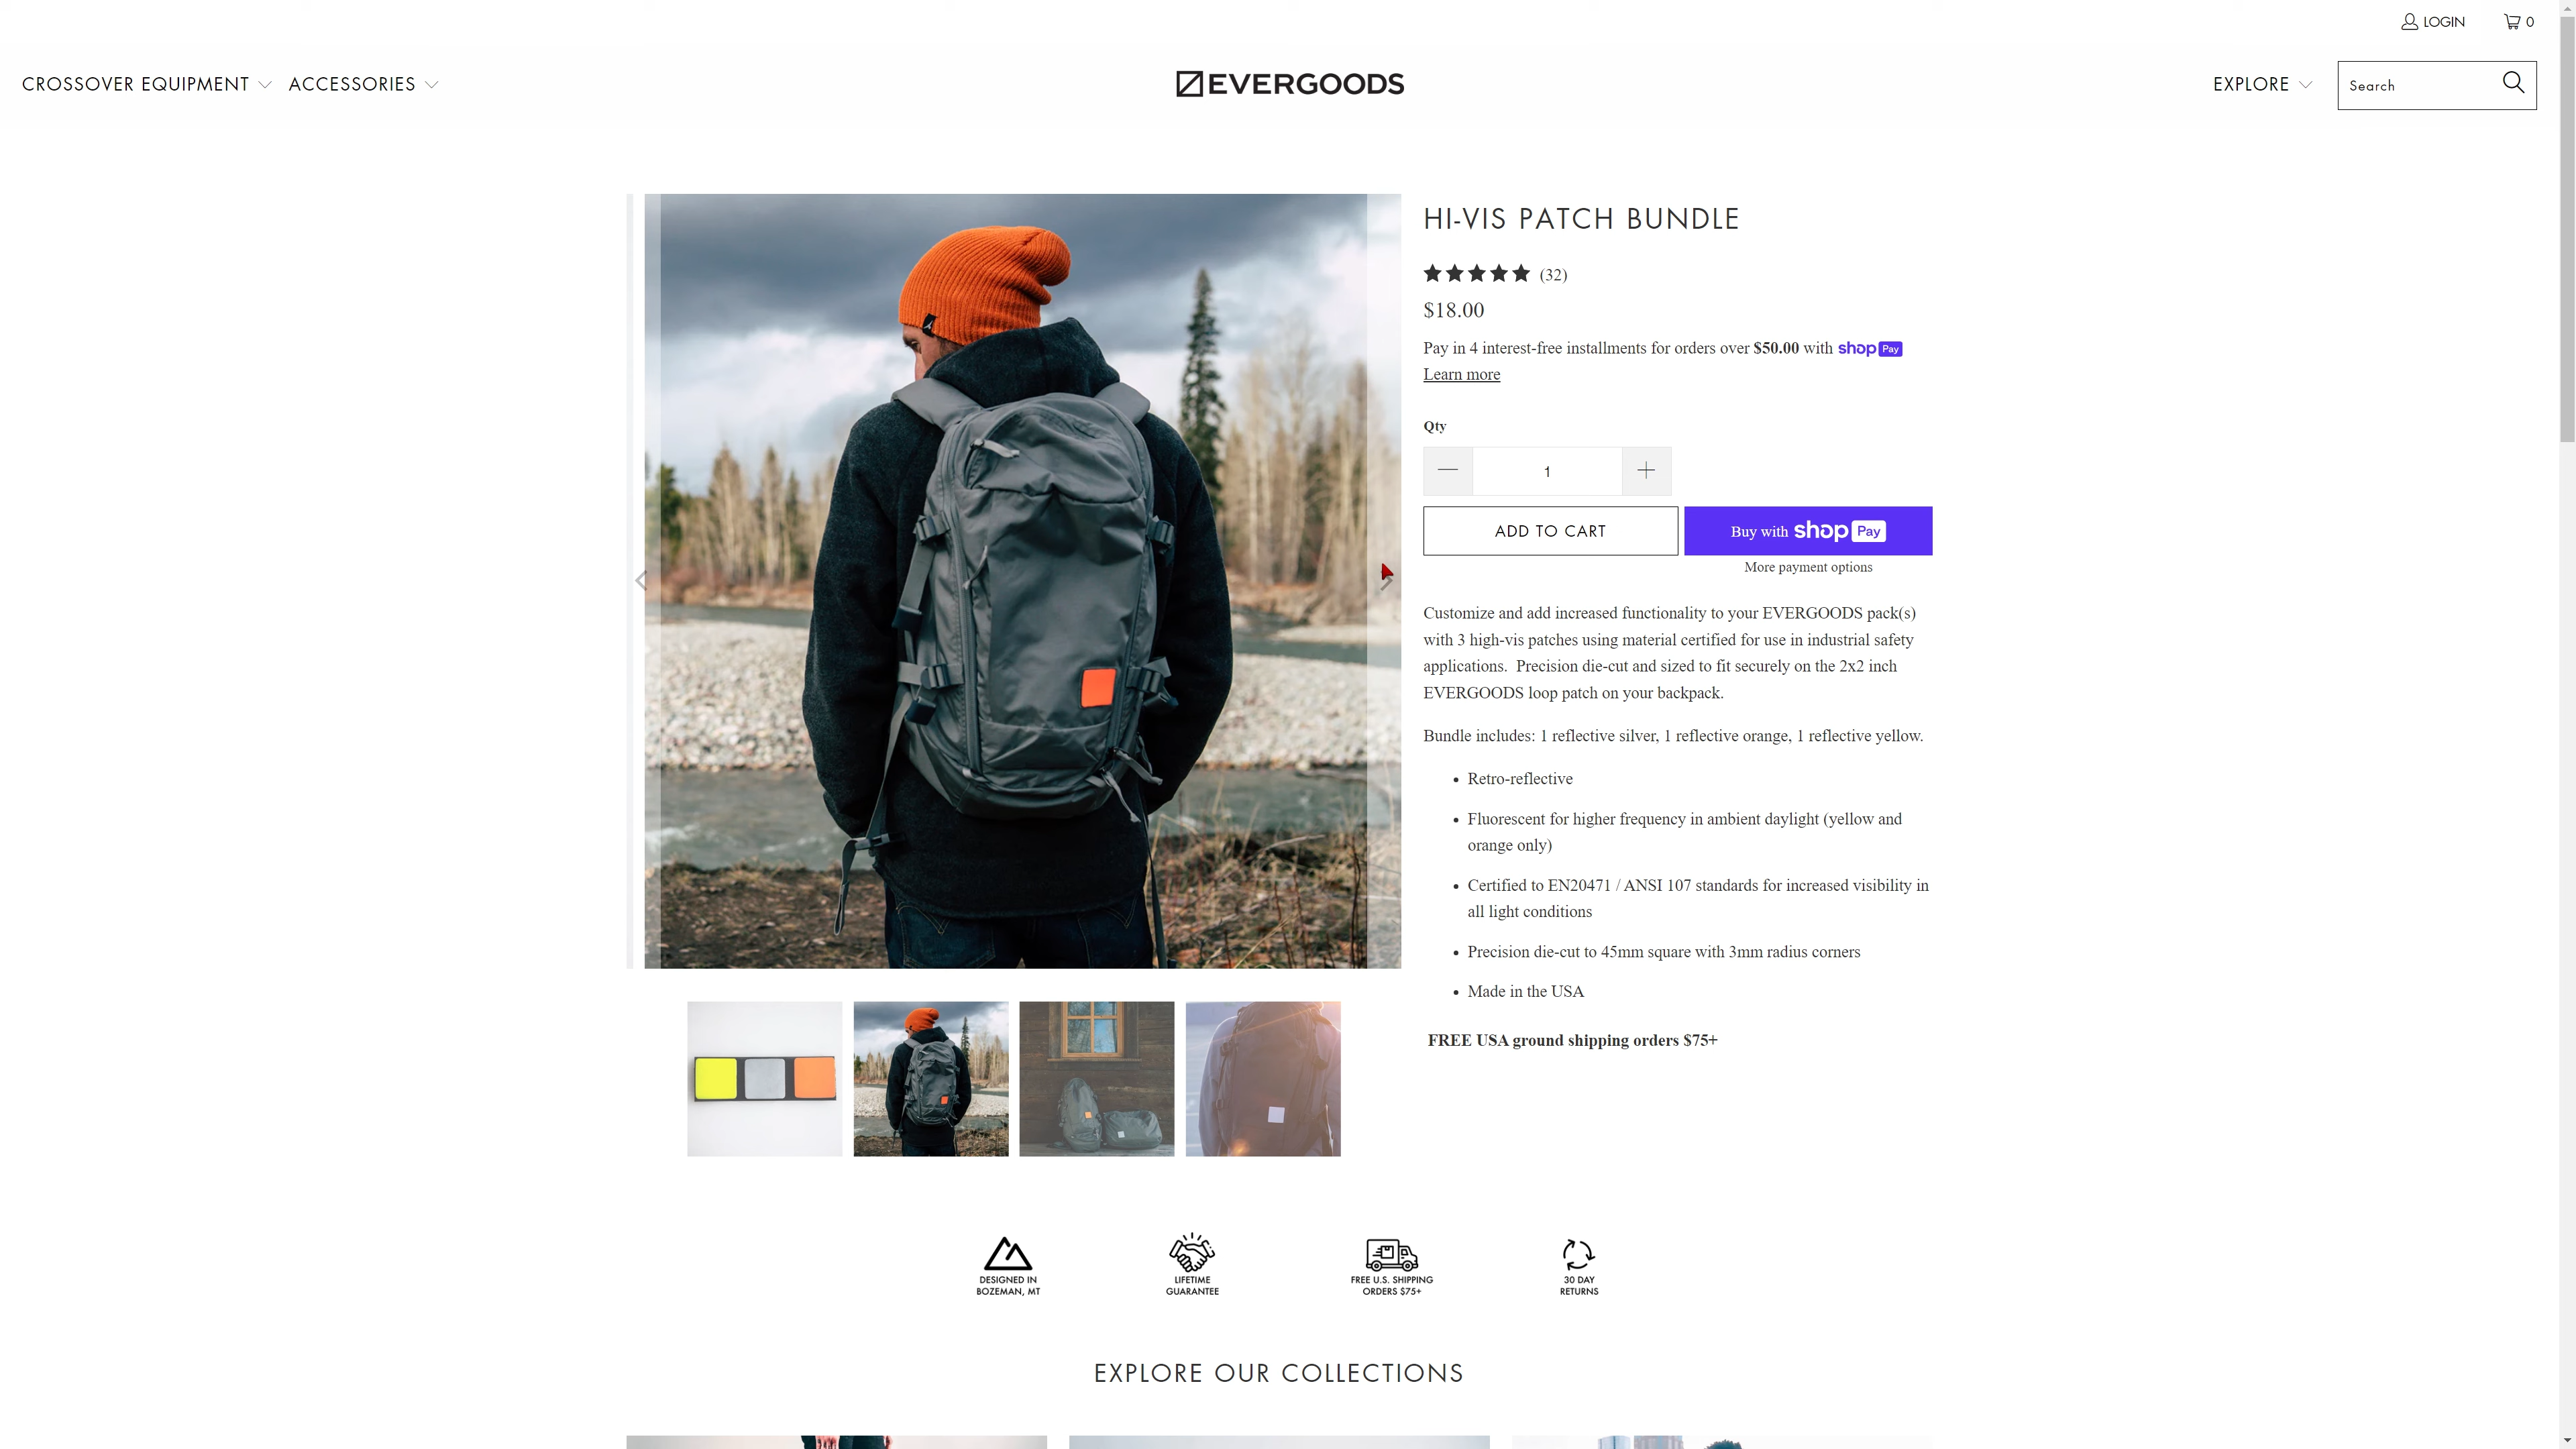 LOGIN
0
CROSSOVER EQUIPMENT
ACCESSORIES
EVERGOODS
EXPLORE
Search
HI-VIS PATCH BUNDLE
(32)
$18.00
Pay in 4 interest-free installments for orders over $50.00 with shop Pay
Learn more
Qty
1
ADD TO CART
Buy with shop Pay
More payment options
Customize and add increased functionality to your EVERGOODS pack(s)
with 3 high-vis patches using material certified for use in industrial safety
applications. Precision die-cut and sized to fit securely on the 2x2 inch
EVERGOODS loop patch on your backpack.
Bundle includes: 1 reflective silver, 1 reflective orange, 1 reflective yellow.
Retro-reflective
Fluorescent for higher frequency in ambient daylight (yellow and
orange only)
Certified to EN20471 / ANSI 107 standards for increased visibility in
all light conditions
Precision die-cut to 45mm square with 3mm radius corners
Made in the USA
FREE USA ground shipping orders $75+
DESIGNED IN
BOZEMAN, MT
LIFETIME
GUARANTEE
FREE U.S. SHIPPING
ORDERS $75+
30 DAY
RETURNS
EXPLORE OUR COLLECTIONS